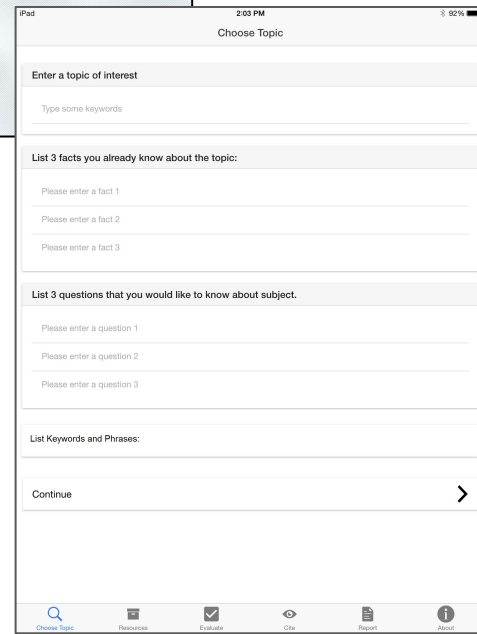 iPad 2:03 PM 92%
Choose Topic
Enter a topic of interest
Type some keywords
List 3 facts you already know about the topic:
Please enter a fact 1
Please enter a fact 2
Please enter a fact 3
List 3 questions that you would like to know about subject.
Please enter a question 1
Please enter a question 2
Please enter a question 3
List Keywords and Phrases:
Continue
Choose Topic Resources Evaluate Cite Report About